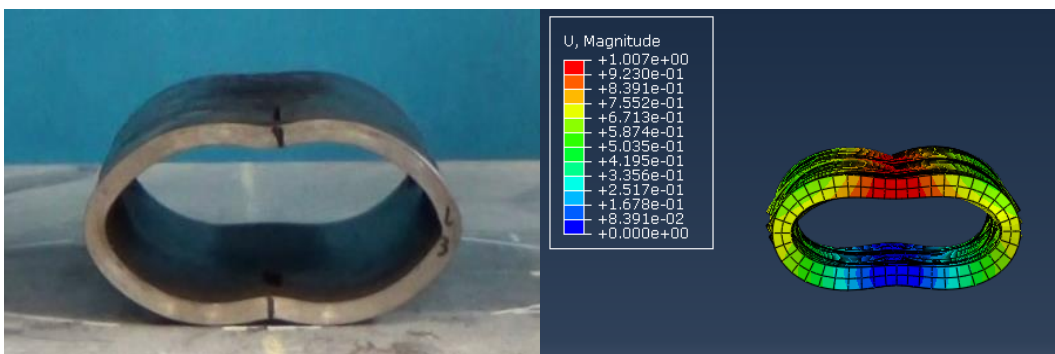 L
3
U, Magnitude
+1.007e+00
+9.230e-01
+8.391e-01
+7.552e-01
+6.713e-01
+5.874e-01
+5.035e-01
+4.195e-01
+3.356e-01
+2.517e-01
+1.678e-01
+8.391e-02
+0.000e+00